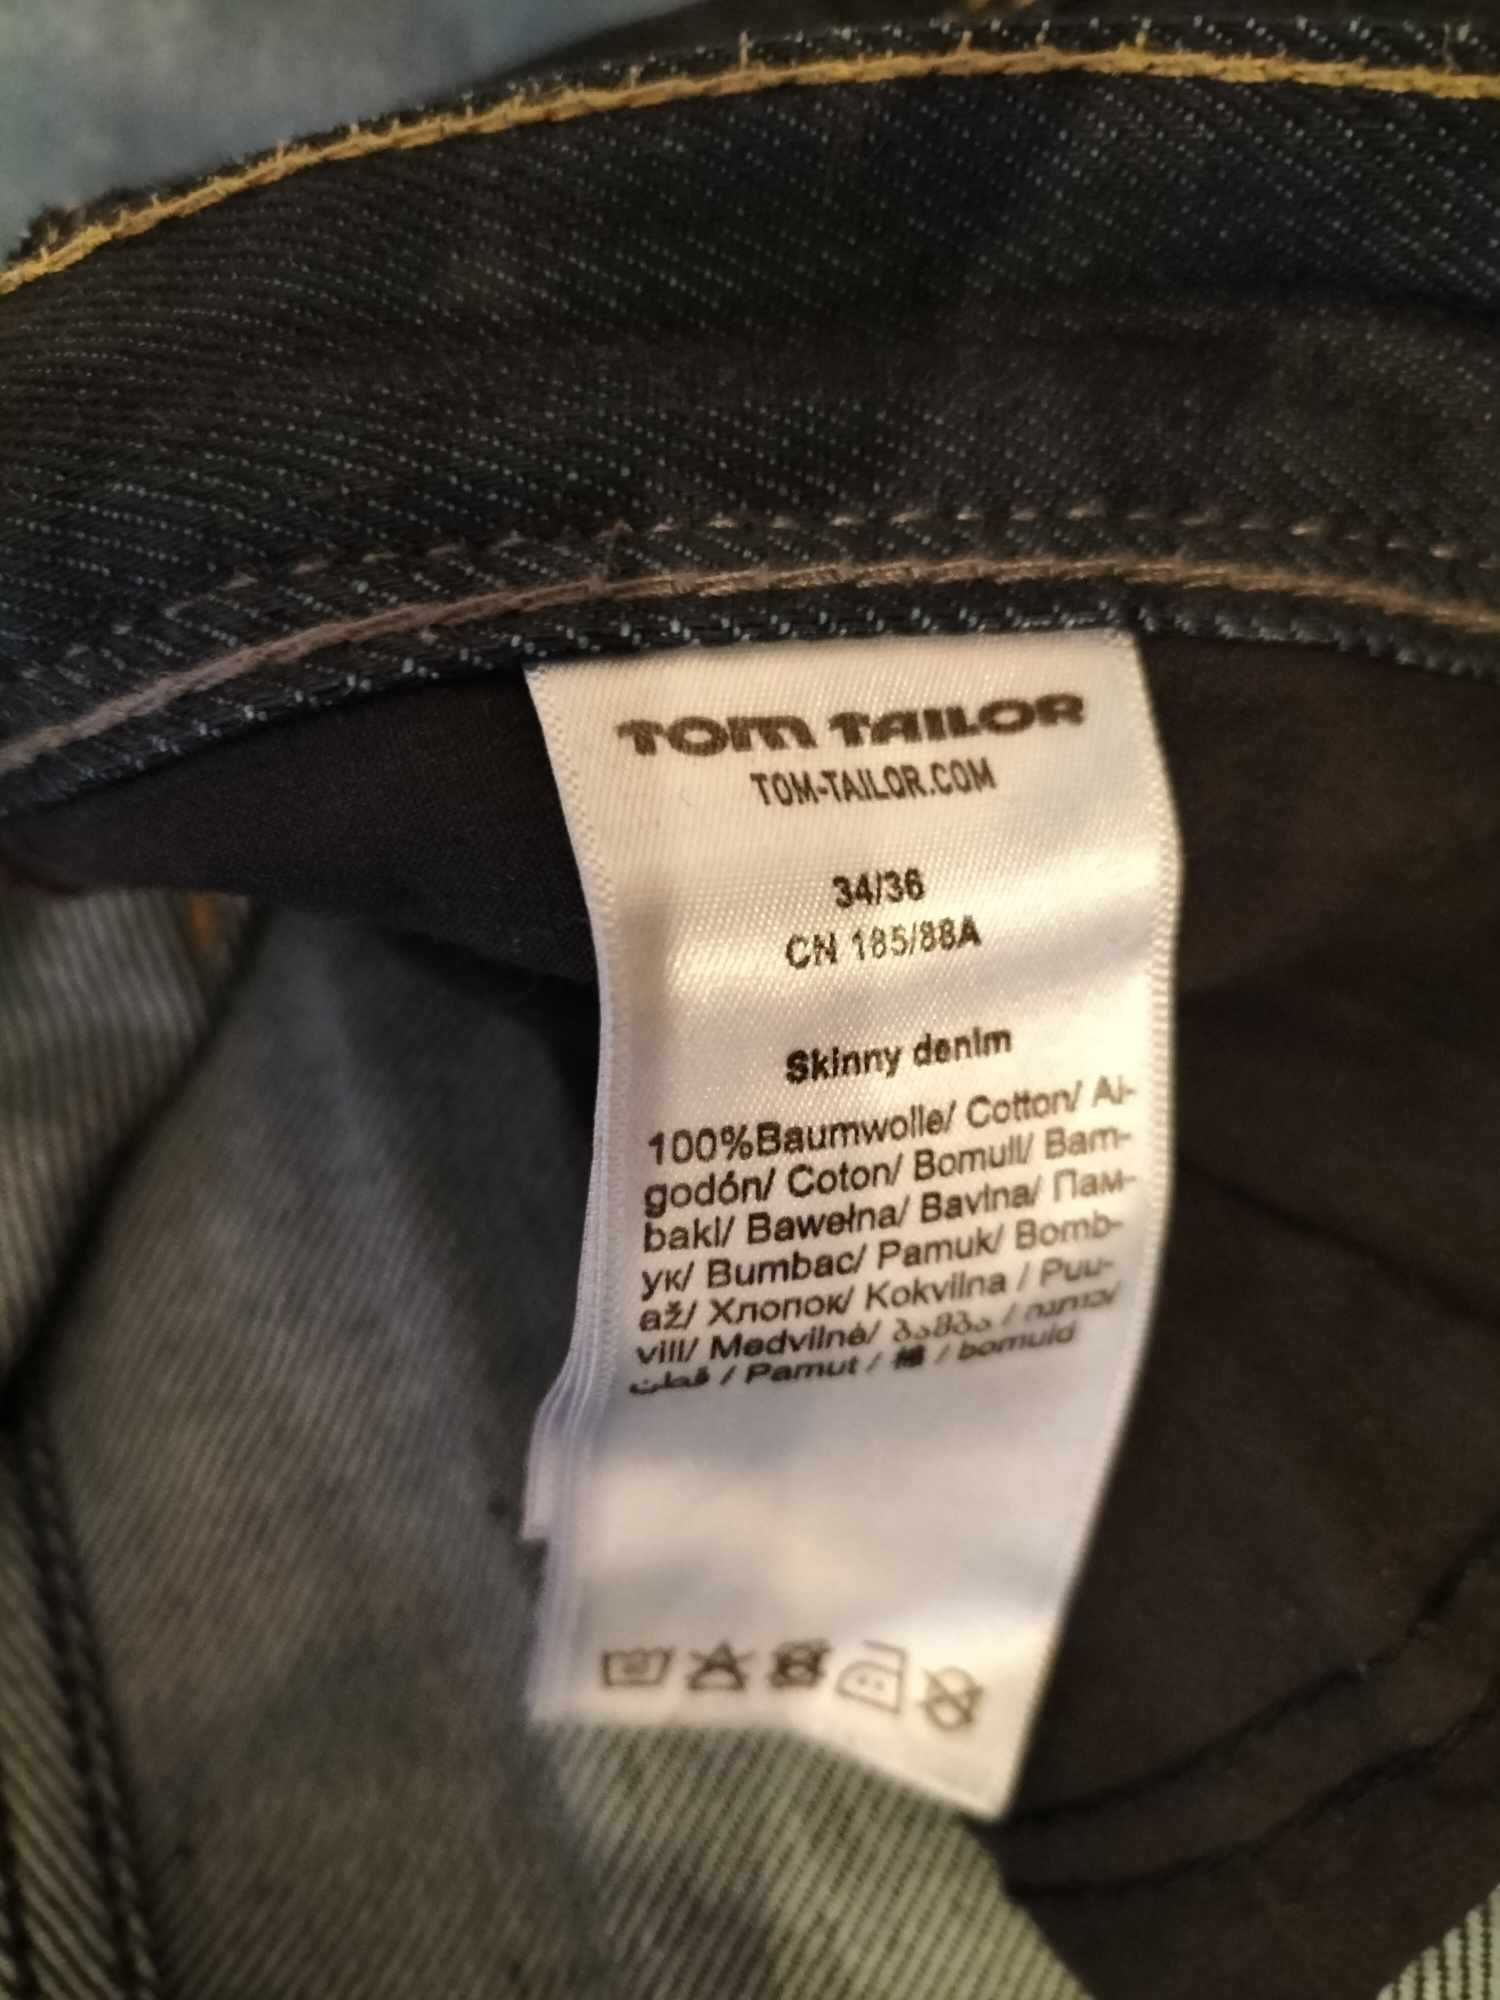 TOM TAILOR
TOM-TAILOR.COM
34/36
CN 185/88A
Skinny denim
100%Baumwolle/ Cotton/ Al-
godón/ Coton/ Bomull/ Bam-
baki/ Bawełna/ Bavlna/ Пам-
ук/ Bumbac/ Pamuk/ Bomb-
až/ Хлопок/ Kokvilna / Puu-
vill/ Medvilnė/ ბამბა / כותנה/
قطن / Pamut / 棉 / bomuld